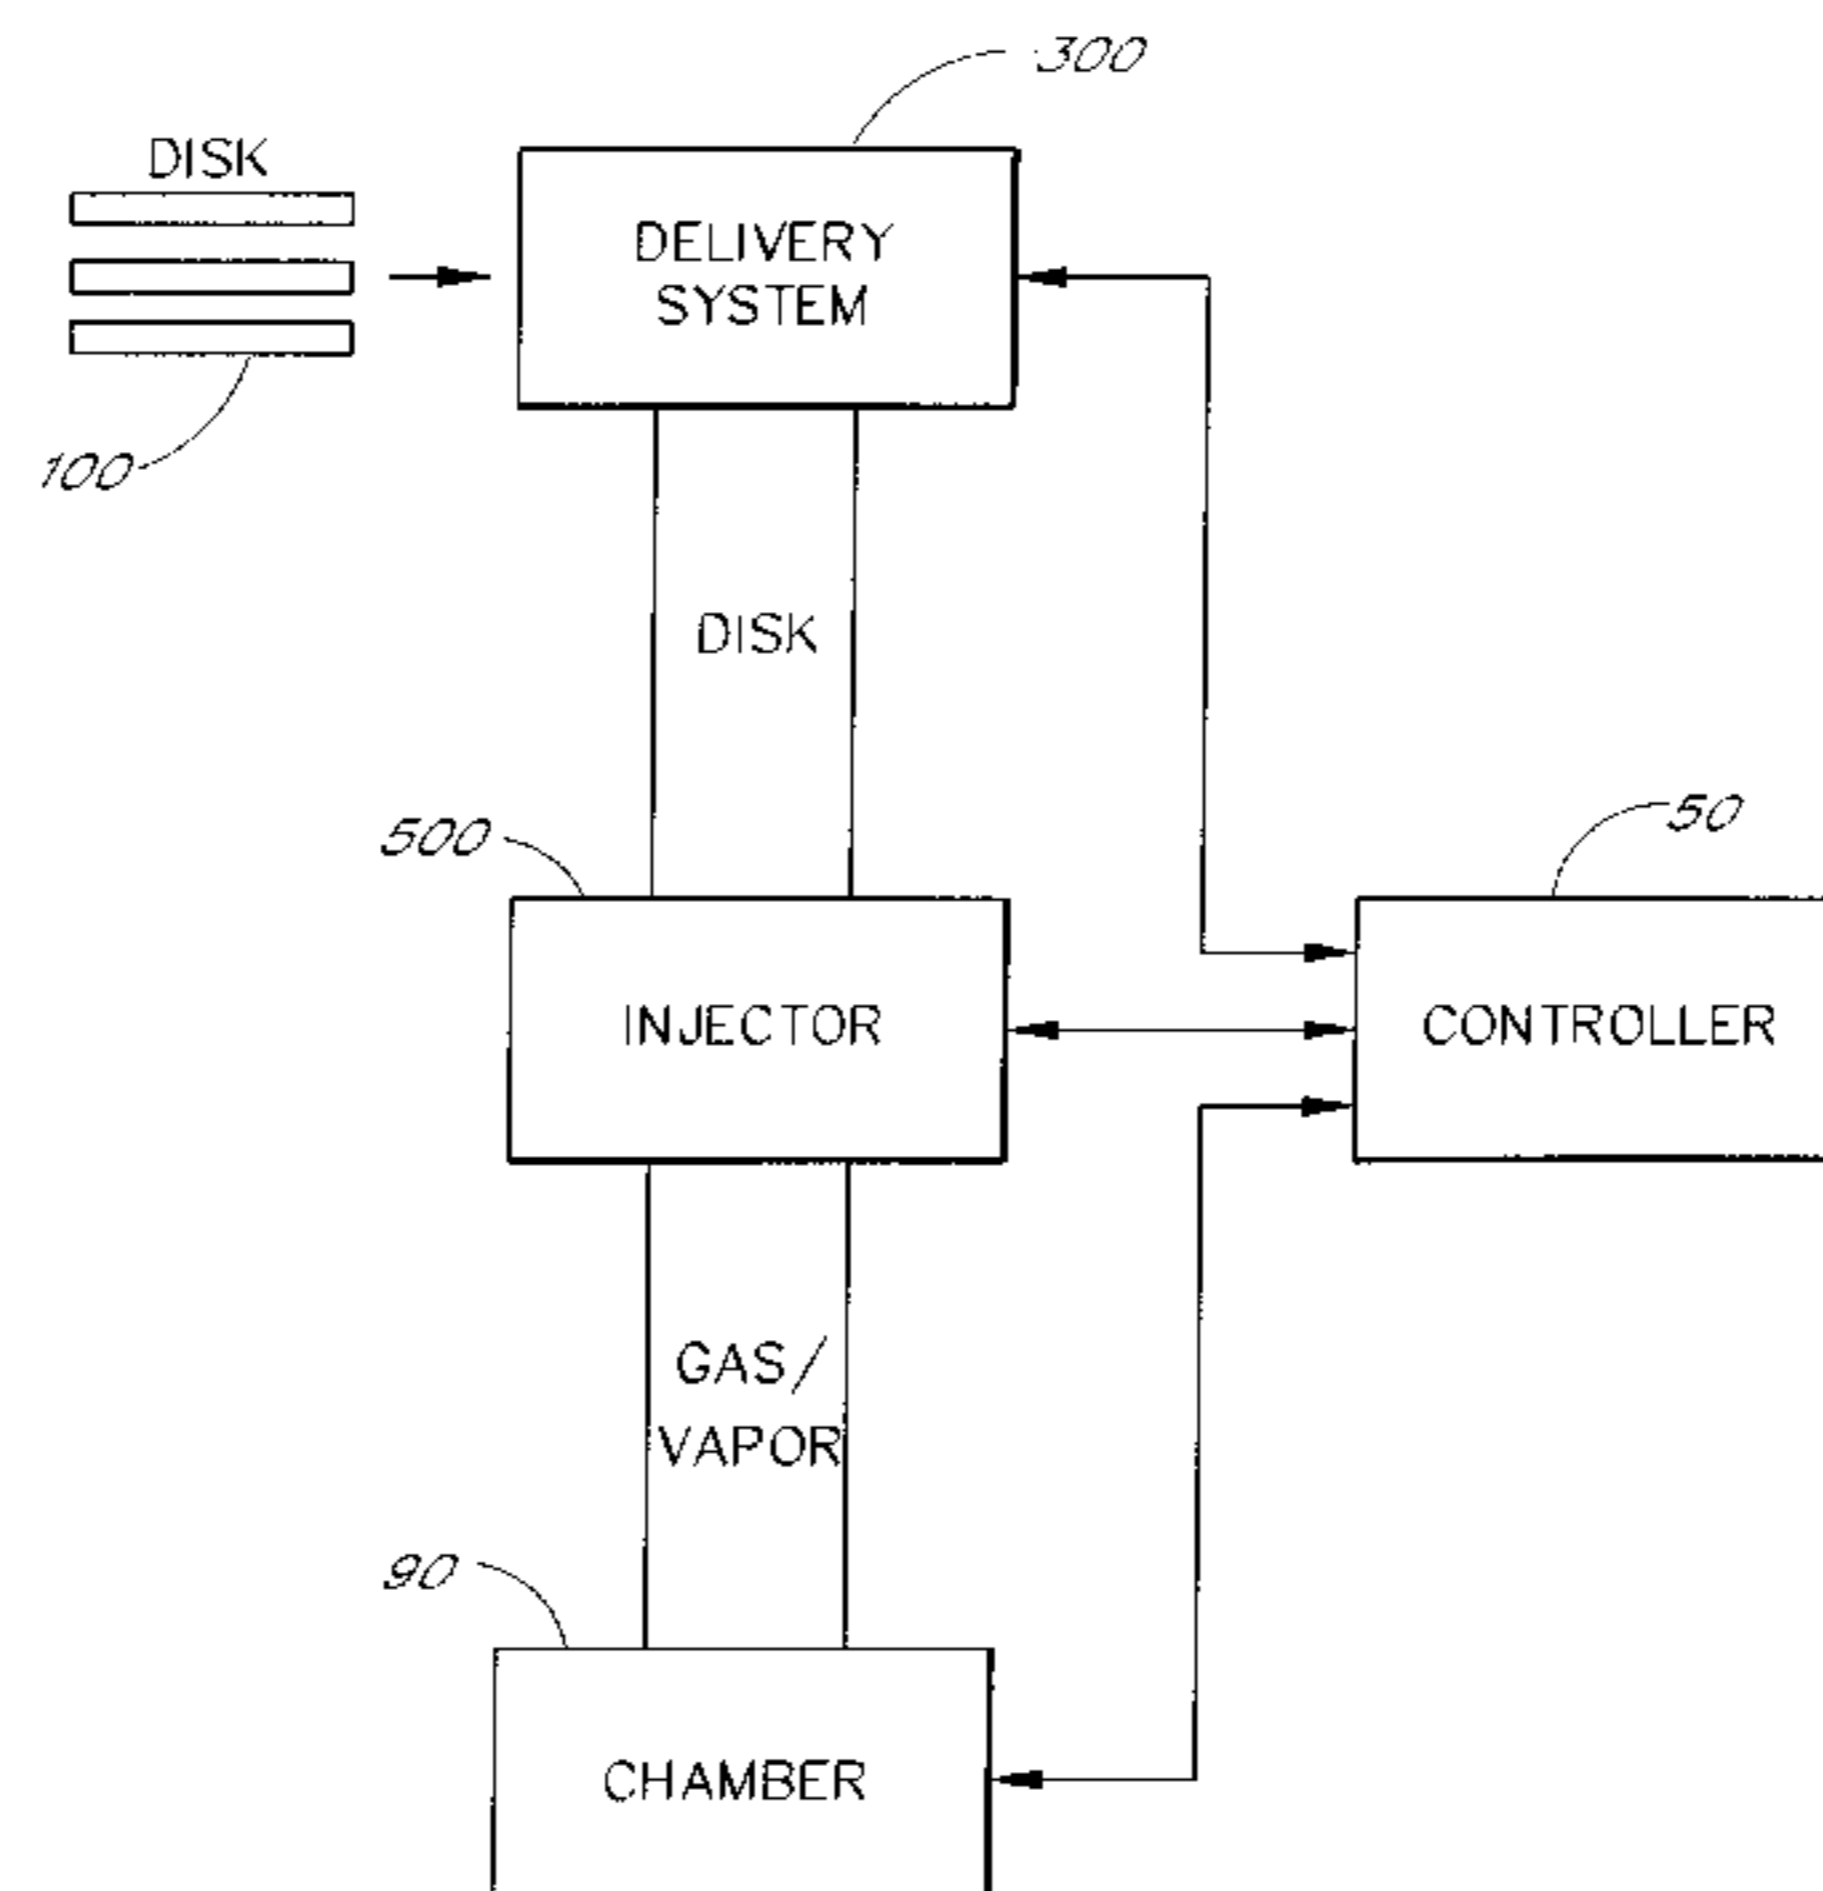 300
DISK
DELIVERY
SYSTEM
100
DISK
500
50
INJECTOR
CONTROLLER
GAS/
VAPOR
90
CHAMBER